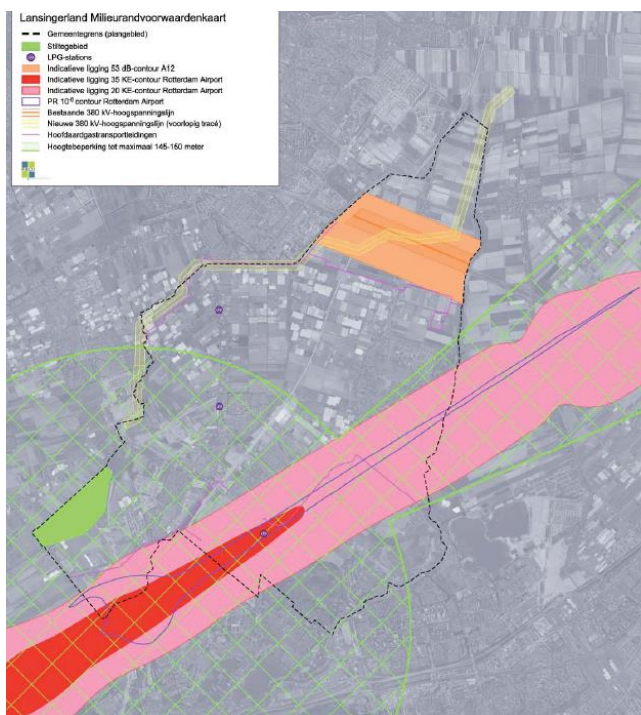 Lansingerland Milieurandvoorwaardenkaart
Gemeentegrens (plangebied)
Stiltegebied
LPG-stations
Indicatieve ligging 53 dB-contour A12
Indicatieve ligging 35 KE-contour Rotterdam Airport
Indicatieve ligging 20 KE-contour Rotterdam Airport
PR 10⁻⁶ contour Rotterdam Airport
Bestaande 380 kV-hoogspanningslijn
Nieuwe 380 kV-hoogspanningslijn (voorlopig tracé)
Hoofdaardgastransportleidingen
Hoogtebeperking tot maximaal 145-150 meter